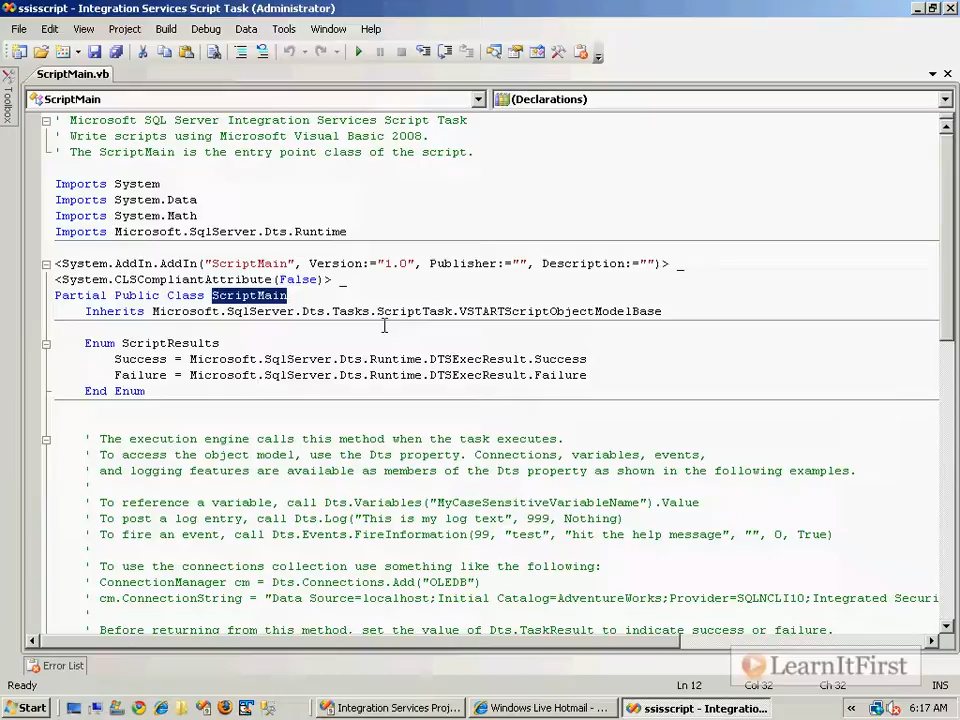 ssisscript - Integration Services Script Task (Administrator)
File Edit View Project Build Debug Data Tools Window Help
ScriptMain.vb
Toolbox
ScriptMain (Declarations)
' Microsoft SQL Server Integration Services Script Task
' Write scripts using Microsoft Visual Basic 2008.
' The ScriptMain is the entry point class of the script.
Imports System
Imports System.Data
Imports System.Math
Imports Microsoft.SqlServer.Dts.Runtime
<System.AddIn.AddIn("ScriptMain", Version:="1.0", Publisher:="", Description:="")> _
<System.CLSCompliantAttribute(False)> _
Partial Public Class ScriptMain
Inherits Microsoft.SqlServer.Dts.Tasks.ScriptTask.VSTARTScriptObjectModelBase
Enum ScriptResults
Success = Microsoft.SqlServer.Dts.Runtime.DTSExecResult.Success
Failure = Microsoft.SqlServer.Dts.Runtime.DTSExecResult.Failure
End Enum
' The execution engine calls this method when the task executes.
' To access the object model, use the Dts property. Connections, variables, events,
' and logging features are available as members of the Dts property as shown in the following examples.
'
' To reference a variable, call Dts.Variables("MyCaseSensitiveVariableName").Value
' To post a log entry, call Dts.Log("This is my log text", 999, Nothing)
' To fire an event, call Dts.Events.FireInformation(99, "test", "hit the help message", "", 0, True)
'
' To use the connections collection use something like the following:
' ConnectionManager cm = Dts.Connections.Add("OLEDB")
' cm.ConnectionString = "Data Source=localhost;Initial Catalog=AdventureWorks;Provider=SQLNCLI10;Integrated Securi
'
' Before returning from this method, set the value of Dts.TaskResult to indicate success or failure.
Error List
LearnItFirst
Ready Ln 12 Col 32 Ch 32 INS
Start Integration Services Proj... Windows Live Hotmail - ... ssisscript - Integratio... « 6:17 AM